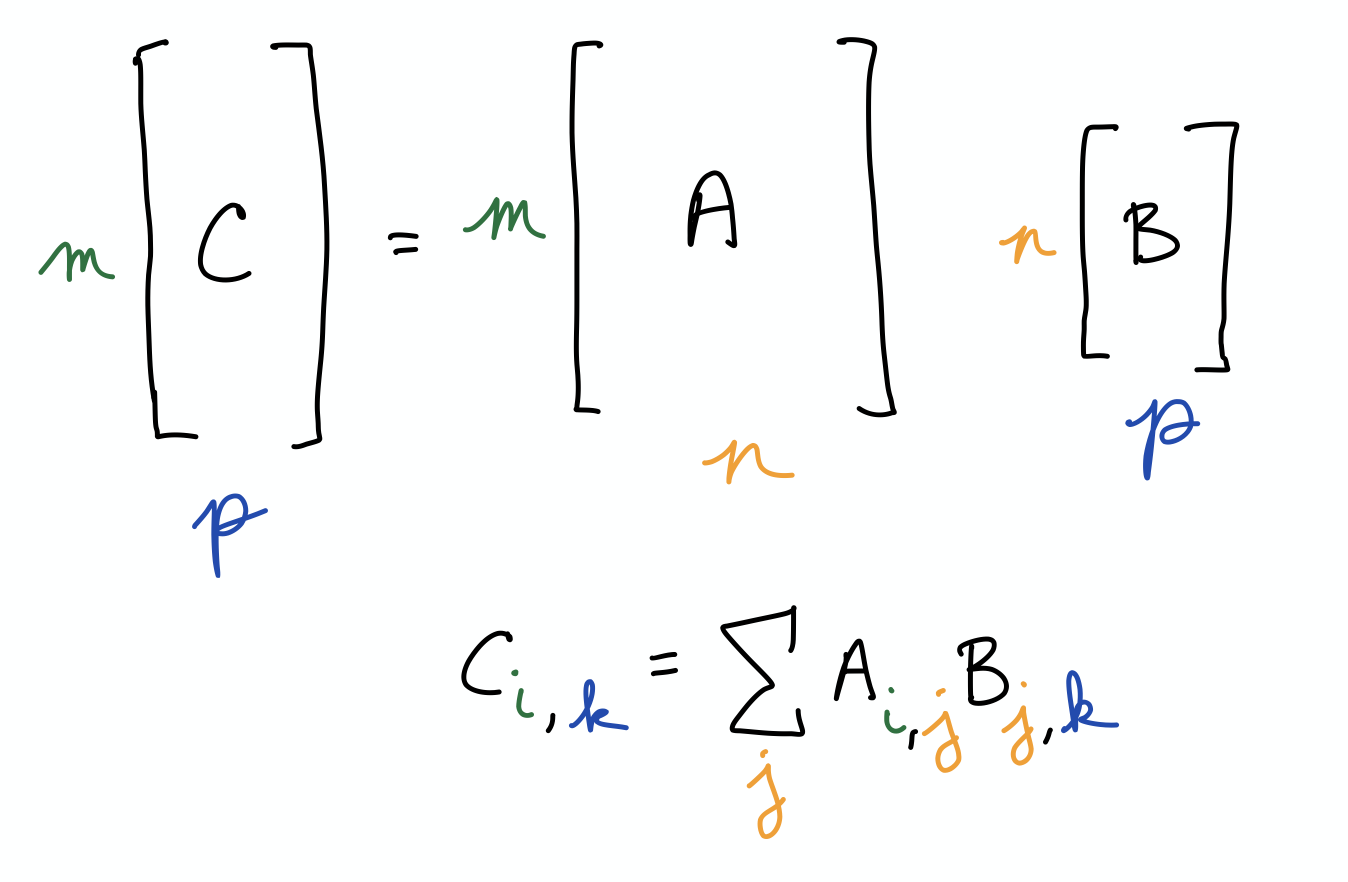 m [ C ] = m [ A ] n [ B ]
p n p
C_{i,k} = ∑_j A_{i,j} B_{j,k}